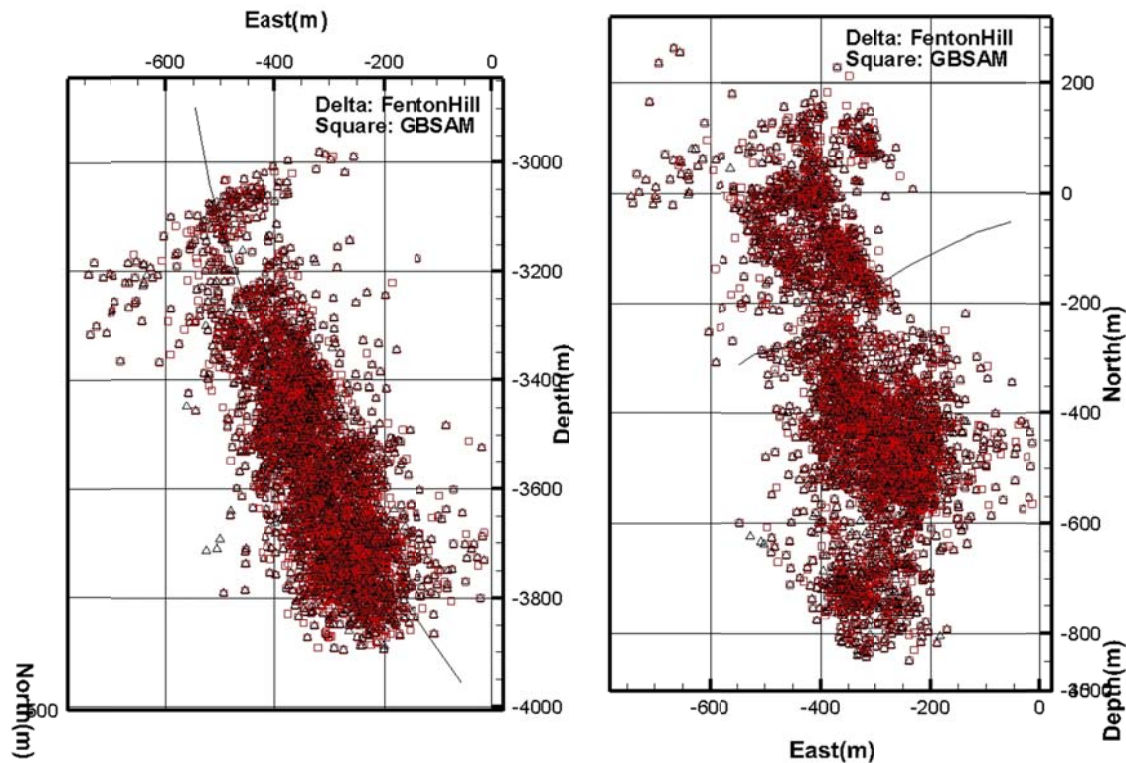 East(m)
-600
-400
-200
0
Delta: FentonHill
Square: GBSAM
-3000
-3200
-3400
-3600
-3800
-4000
Depth(m)
North(m)
Delta: FentonHill
Square: GBSAM
200
0
-200
-400
-600
-800
North(m)
Depth(m)
-600
-400
-200
0
East(m)